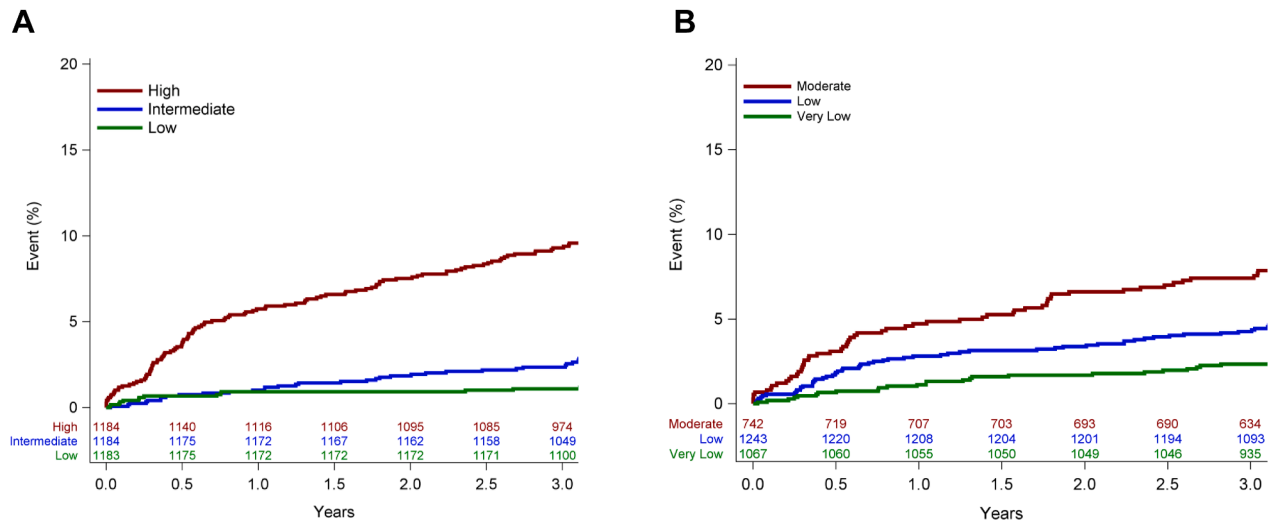 A
20
15
10
5
0
Event (%)
High
Intermediate
Low
High 1184 1140 1116 1106 1095 1085 974
Intermediate 1184 1175 1172 1167 1162 1158 1049
Low 1183 1175 1172 1172 1172 1171 1100
0.0 0.5 1.0 1.5 2.0 2.5 3.0
Years
B
20
15
10
5
0
Event (%)
Moderate
Low
Very Low
Moderate 742 719 707 703 693 690 634
Low 1243 1220 1208 1204 1201 1194 1093
Very Low 1067 1060 1055 1050 1049 1046 935
0.0 0.5 1.0 1.5 2.0 2.5 3.0
Years